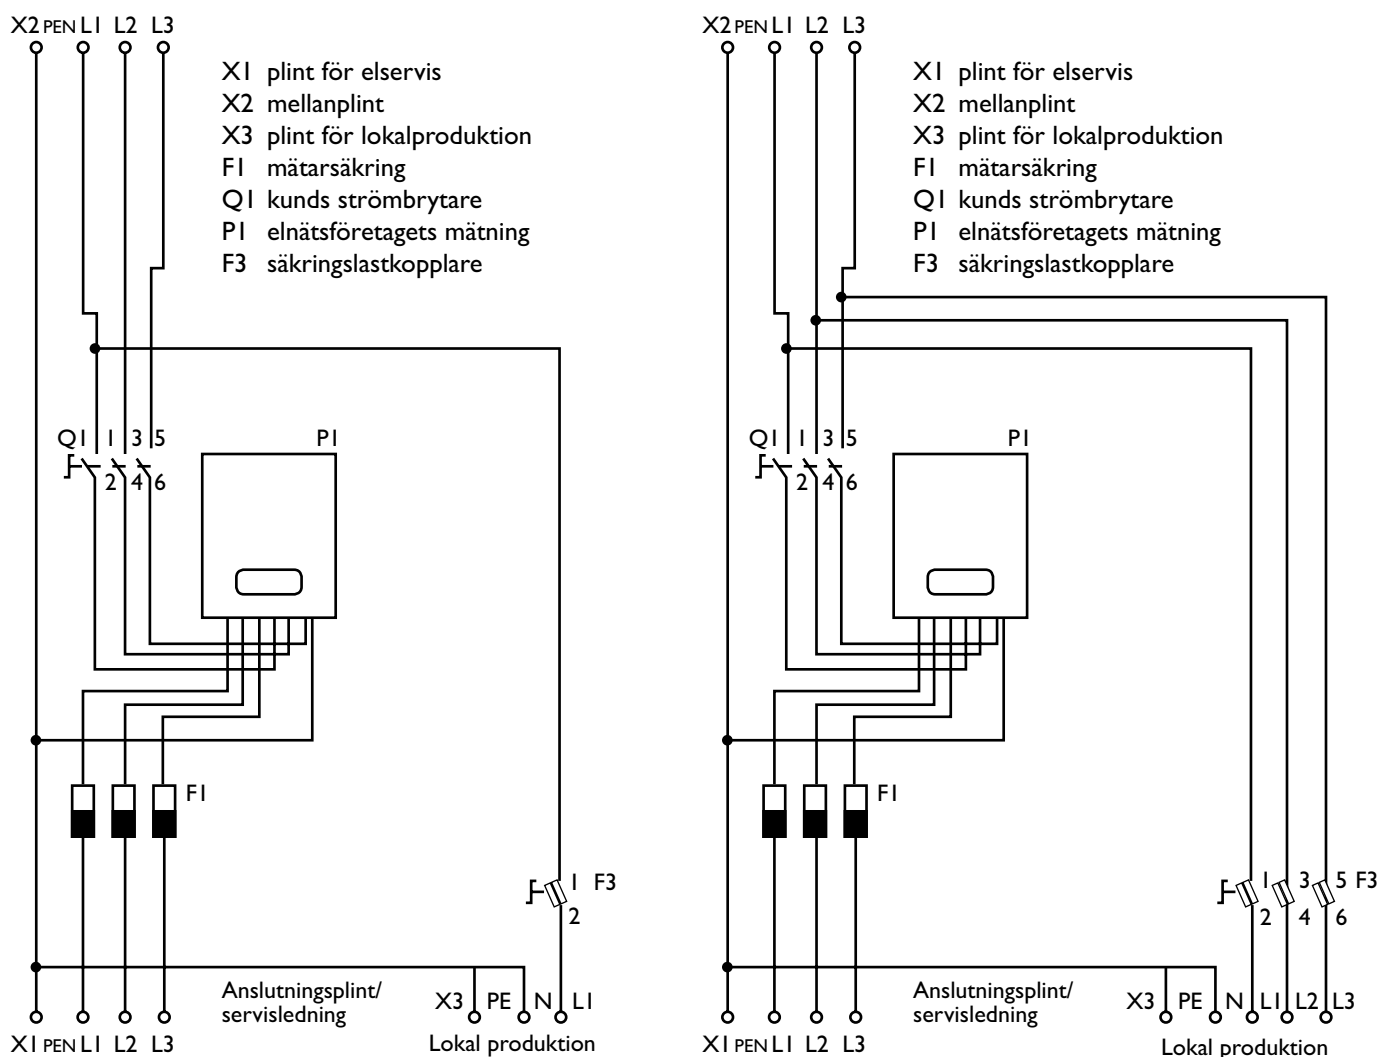 X2 PEN L1 L2 L3
X1 plint för elservis
X2 mellanplint
X3 plint för lokalproduktion
F1 mätarsäkring
Q1 kunds strömbrytare
P1 elnätsföretagets mätning
F3 säkringslastkopplare
Q1 1 3 5
P1
2 4 6
F1
1 F3
2
Anslutningsplint/
servisledning
X3 PE N L1
X1 PEN L1 L2 L3
Lokal produktion
X2 PEN L1 L2 L3
X1 plint för elservis
X2 mellanplint
X3 plint för lokalproduktion
F1 mätarsäkring
Q1 kunds strömbrytare
P1 elnätsföretagets mätning
F3 säkringslastkopplare
Q1 1 3 5
P1
2 4 6
F1
1 3 5 F3
2 4 6
Anslutningsplint/
servisledning
X3 PE N L1 L2 L3
X1 PEN L1 L2 L3
Lokal produktion